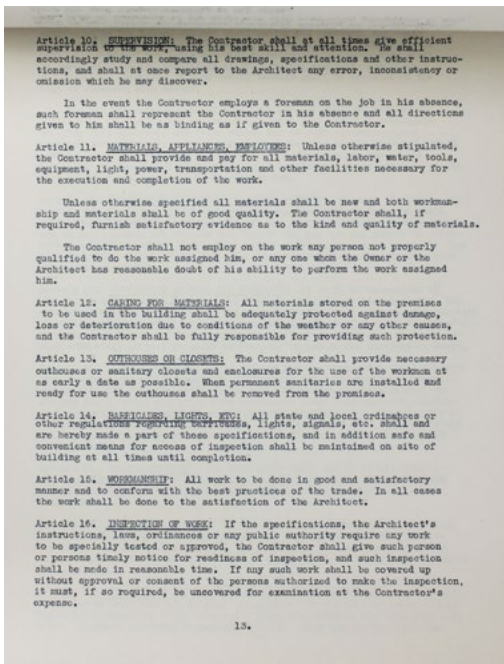 Article 10. SUPERVISION: The Contractor shall at all times give efficient
supervision to the work, using his best skill and attention. He shall
accordingly study and compare all drawings, specifications and other instruc-
tions, and shall at once report to the Architect any error, inconsistency or
omission which he may discover.
In the event the Contractor employs a foreman on the job in his absence,
such foreman shall represent the Contractor in his absence and all directions
given to him shall be as binding as if given to the Contractor.
Article 11. MATERIALS, APPLIANCES, EMPLOYEES: Unless otherwise stipulated,
the Contractor shall provide and pay for all materials, labor, water, tools,
equipment, light, power, transportation and other facilities necessary for
the execution and completion of the work.
Unless otherwise specified all materials shall be new and both workman-
ship and materials shall be of good quality. The Contractor shall, if
required, furnish satisfactory evidence as to the kind and quality of materials.
The Contractor shall not employ on the work any person not properly
qualified to do the work assigned him, or any one whom the Owner or the
Architect has reasonable doubt of his ability to perform the work assigned
him.
Article 12. CARING FOR MATERIALS: All materials stored on the premises
to be used in the building shall be adequately protected against damage,
loss or deterioration due to conditions of the weather or any other causes,
and the Contractor shall be fully responsible for providing such protection.
Article 13. OUTHOUSES OR CLOSETS: The Contractor shall provide necessary
outhouses or sanitary closets and enclosures for the use of the workmen at
as early a date as possible. When permanent sanitaries are installed and
ready for use the outhouses shall be removed from the premises.
Article 14. BARRICADES, LIGHTS, ETC: All state and local ordinances or
other regulations regarding barricades, lights, signals, etc. shall and
are hereby made a part of these specifications, and in addition safe and
convenient means for access of inspection shall be maintained on site of
building at all times until completion.
Article 15. WORKMANSHIP: All work to be done in good and satisfactory
manner and to conform with the best practices of the trade. In all cases
the work shall be done to the satisfaction of the Architect.
Article 16. INSPECTION OF WORK: If the specifications, the Architect's
instructions, laws, ordinances or any public authority require any work
to be specially tested or approved, the Contractor shall give such person
or persons timely notice for readiness of inspection, and such inspection
shall be made in reasonable time. If any such work shall be covered up
without approval or consent of the persons authorized to make the inspection,
it must, if so required, be uncovered for examination at the Contractor's
expense.
13.